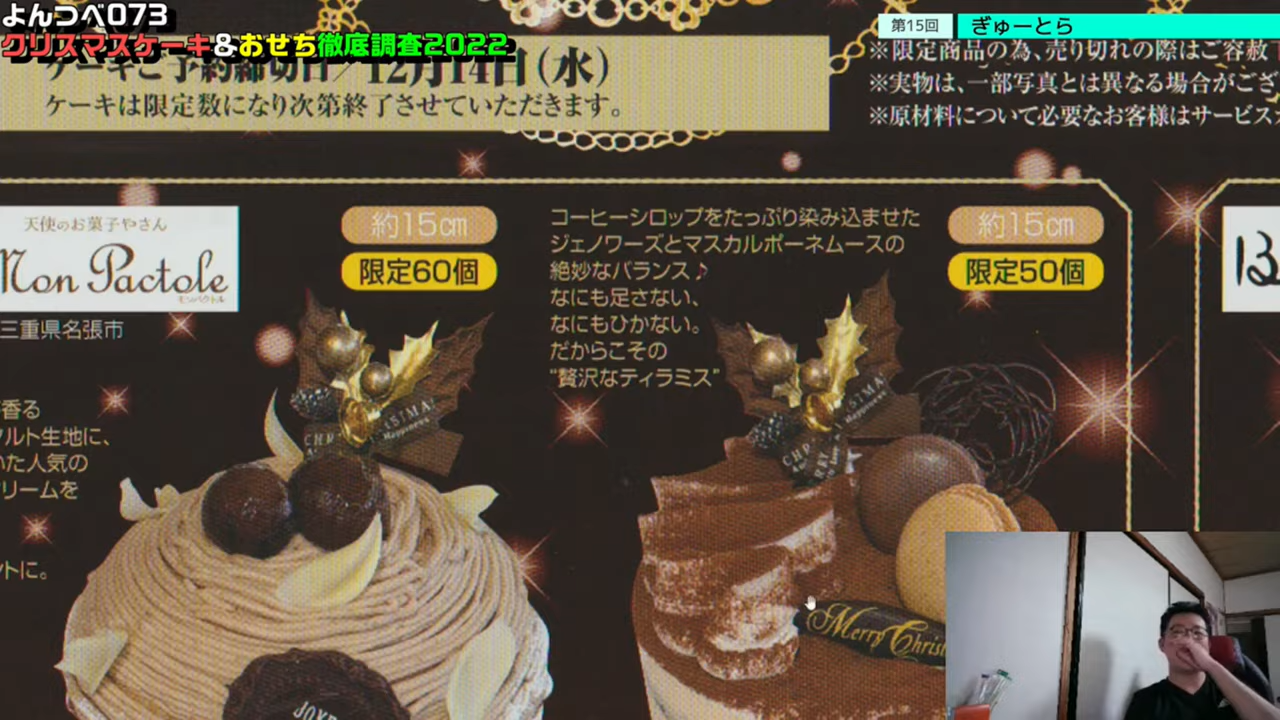 よんつべ073
クリスマスケーキ&おせち徹底調査2022
第15回
ぎゅーとら
ケーキご予約締切日/12月14日(水)
ケーキは限定数になり次第終了させていただきます。
※限定商品の為、売り切れの際はご容赦
※実物は、一部写真とは異なる場合がござ
※原材料について必要なお客様はサービス
天使のお菓子やさん
Mon Pactole
モンパクトル
三重県名張市
約15cm
限定60個
香る
ルト生地に、
いた人気の
リームを
ントに。
コーヒーシロップをたっぷり染み込ませた
ジェノワーズとマスカルポーネムースの
絶妙なバランス♪
なにも足さない、
なにもひかない。
だからこその
“贅沢なティラミス”
約15cm
限定50個
Merry Christ